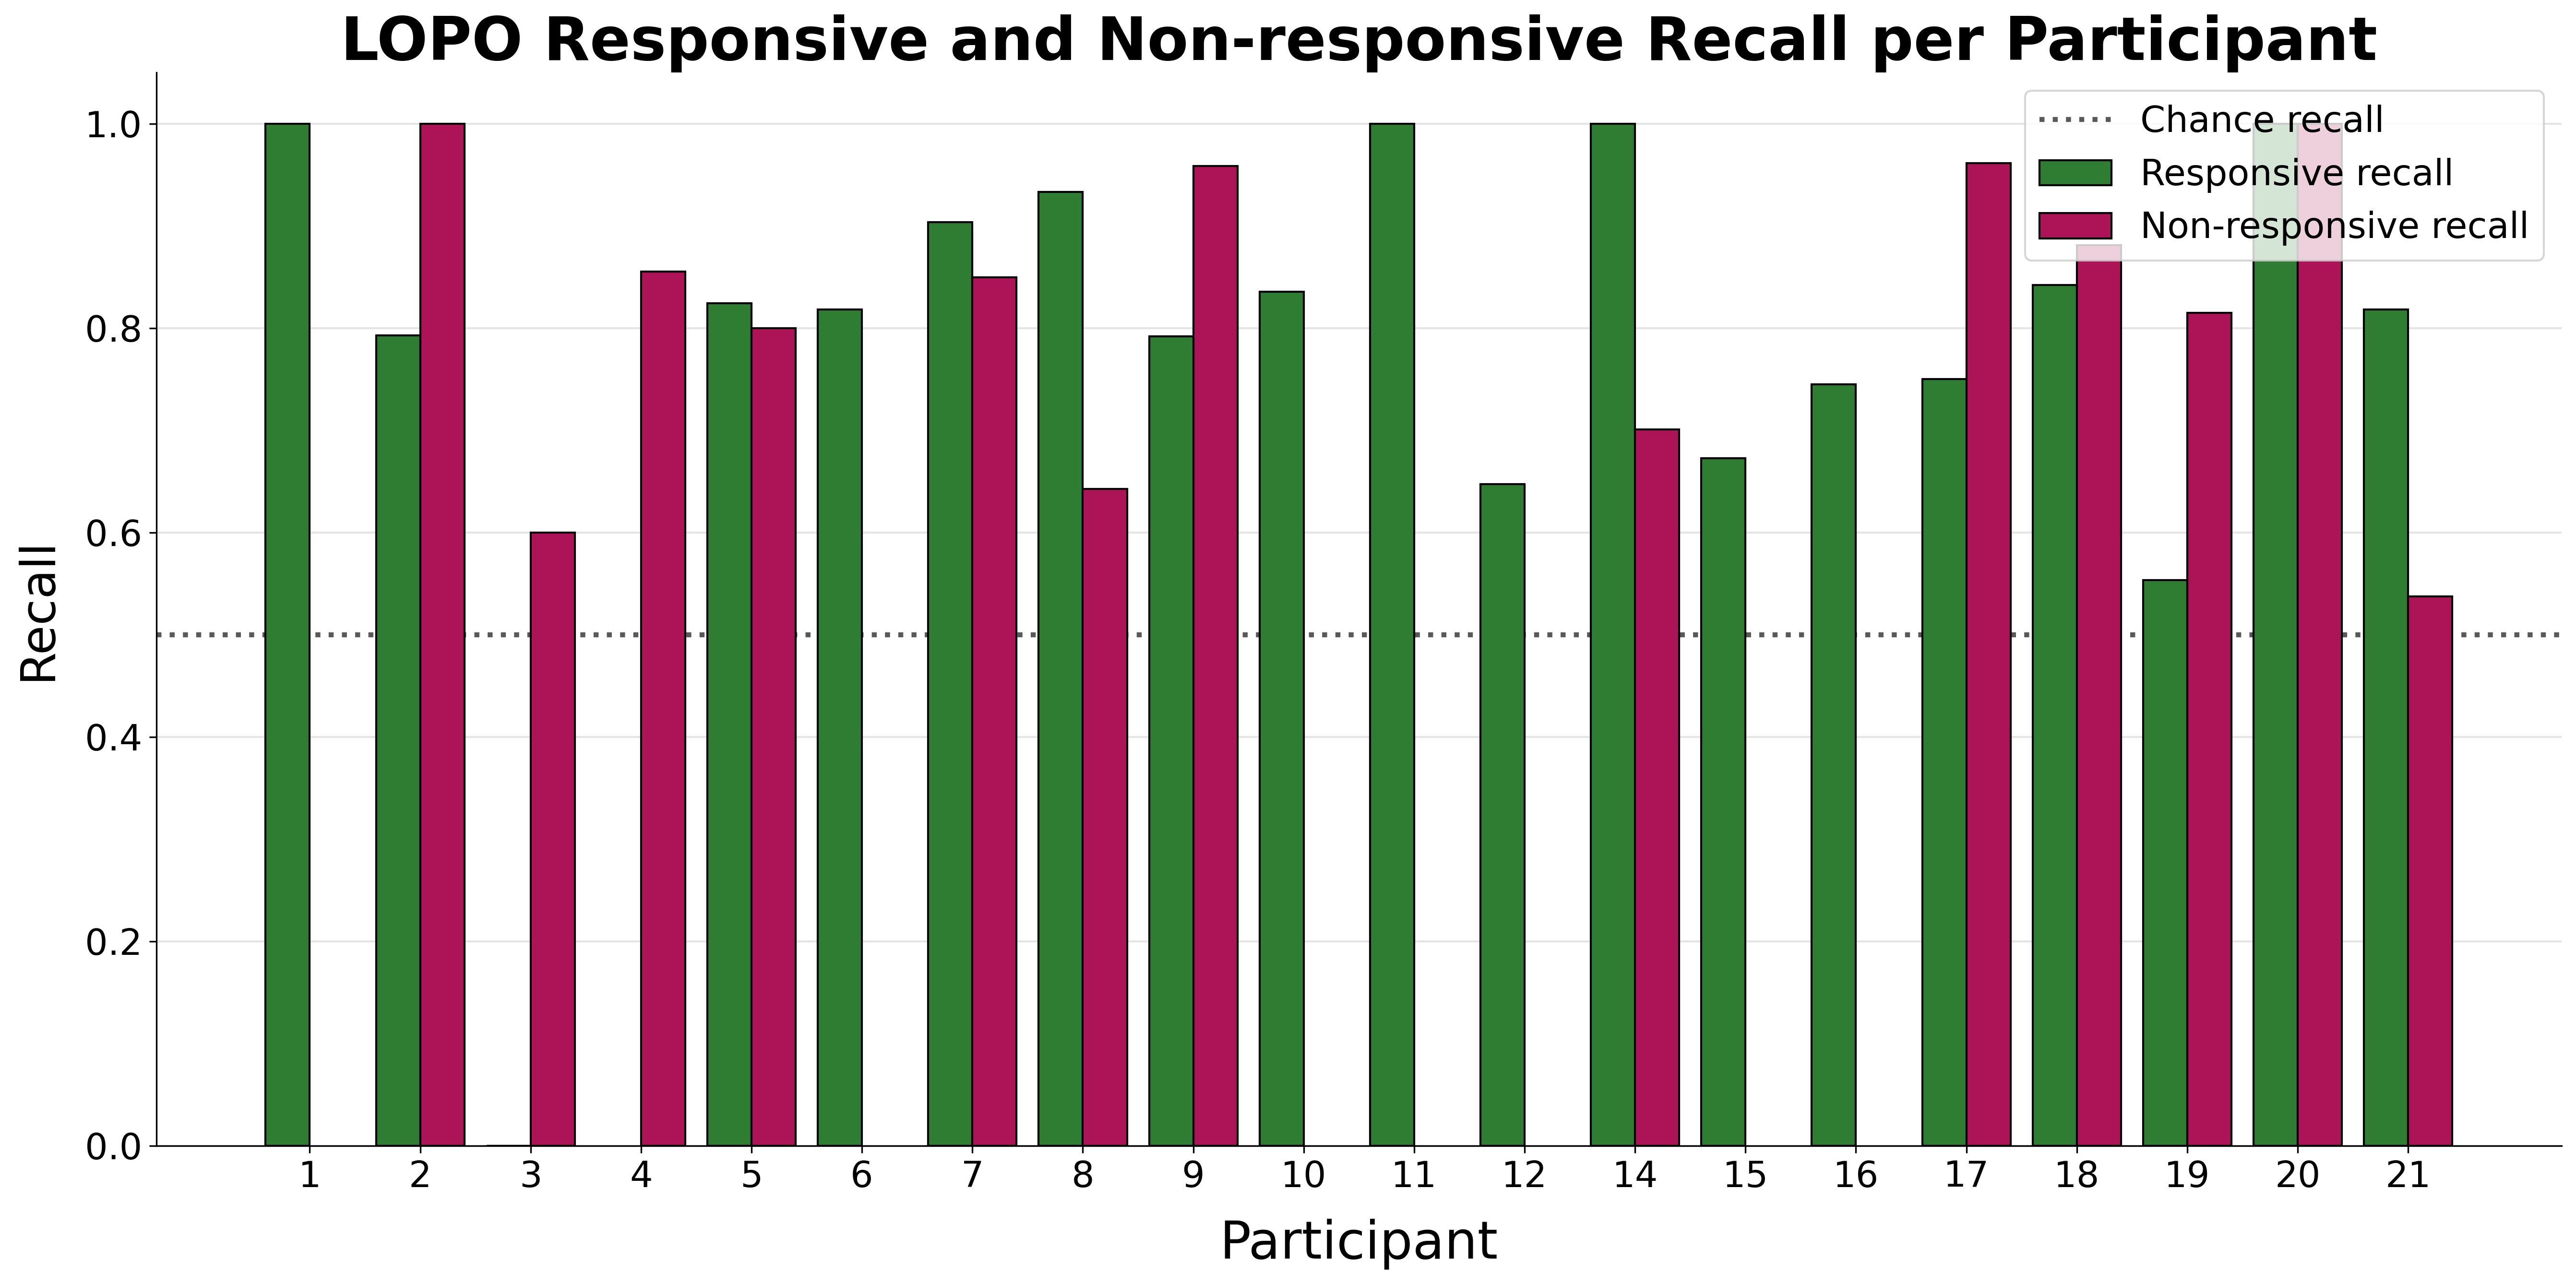 LOPO Responsive and Non-responsive Recall per Participant
Chance recall
Responsive recall
Non-responsive recall
Recall
1.0
0.8
0.6
0.4
0.2
0.0
1 2 3 4 5 6 7 8 9 10 11 12 14 15 16 17 18 19 20 21
Participant